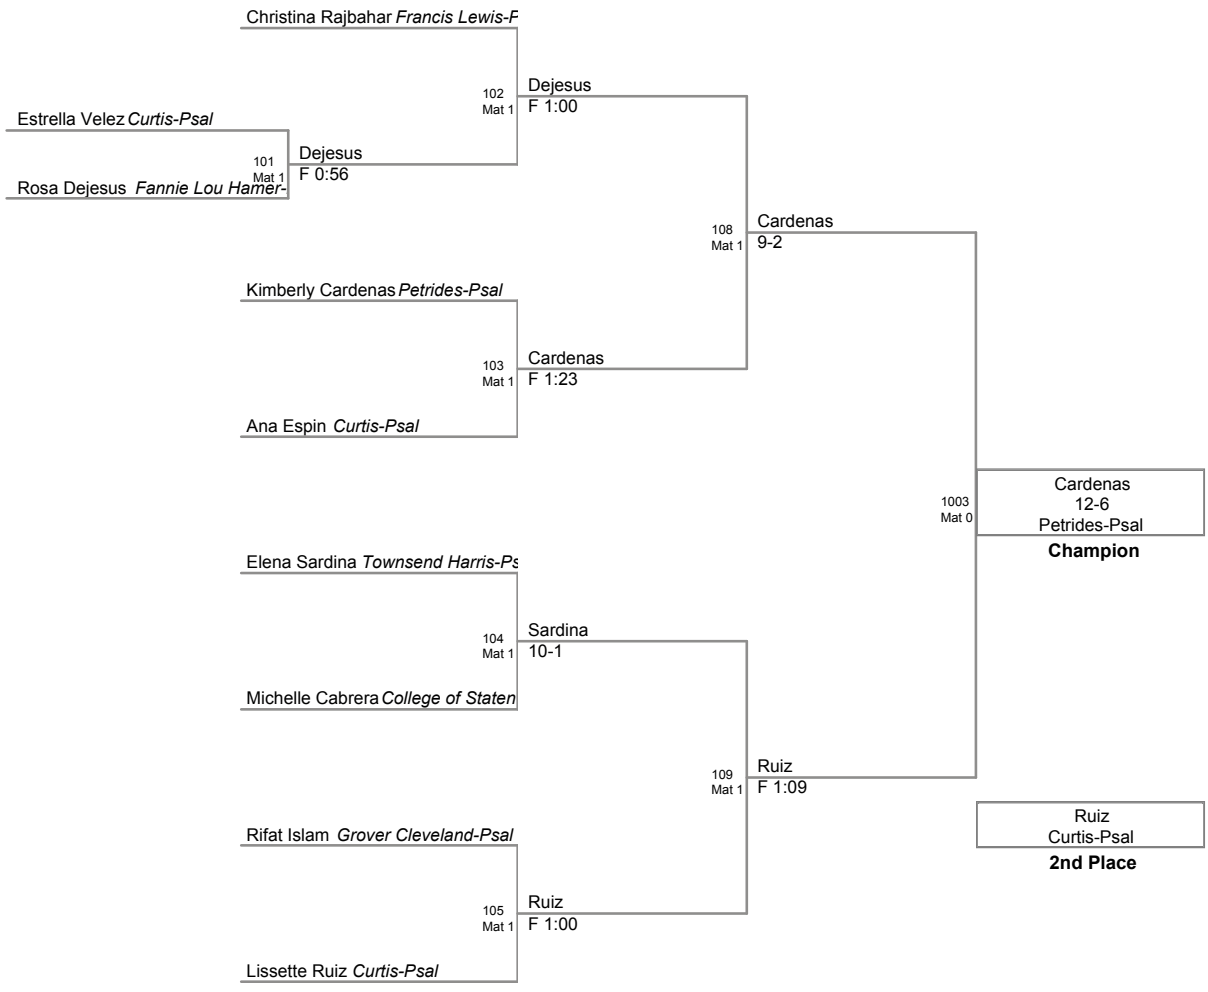 Christina Rajbahar Francis Lewis-P
102 Dejesus
Mat 1 F 1:00
Estrella Velez Curtis-Psal
101 Dejesus
Mat 1 F 0:56
Rosa Dejesus Fannie Lou Hamer-
108 Cardenas
Mat 1 9-2
Kimberly Cardenas Petrides-Psal
103 Cardenas
Mat 1 F 1:23
Ana Espin Curtis-Psal
1003
Mat 0
Cardenas
12-6
Petrides-Psal
Champion
Elena Sardina Townsend Harris-Ps
104 Sardina
Mat 1 10-1
Michelle Cabrera College of Staten
109 Ruiz
Mat 1 F 1:09
Ruiz
Curtis-Psal
2nd Place
Rifat Islam Grover Cleveland-Psal
105 Ruiz
Mat 1 F 1:00
Lissette Ruiz Curtis-Psal